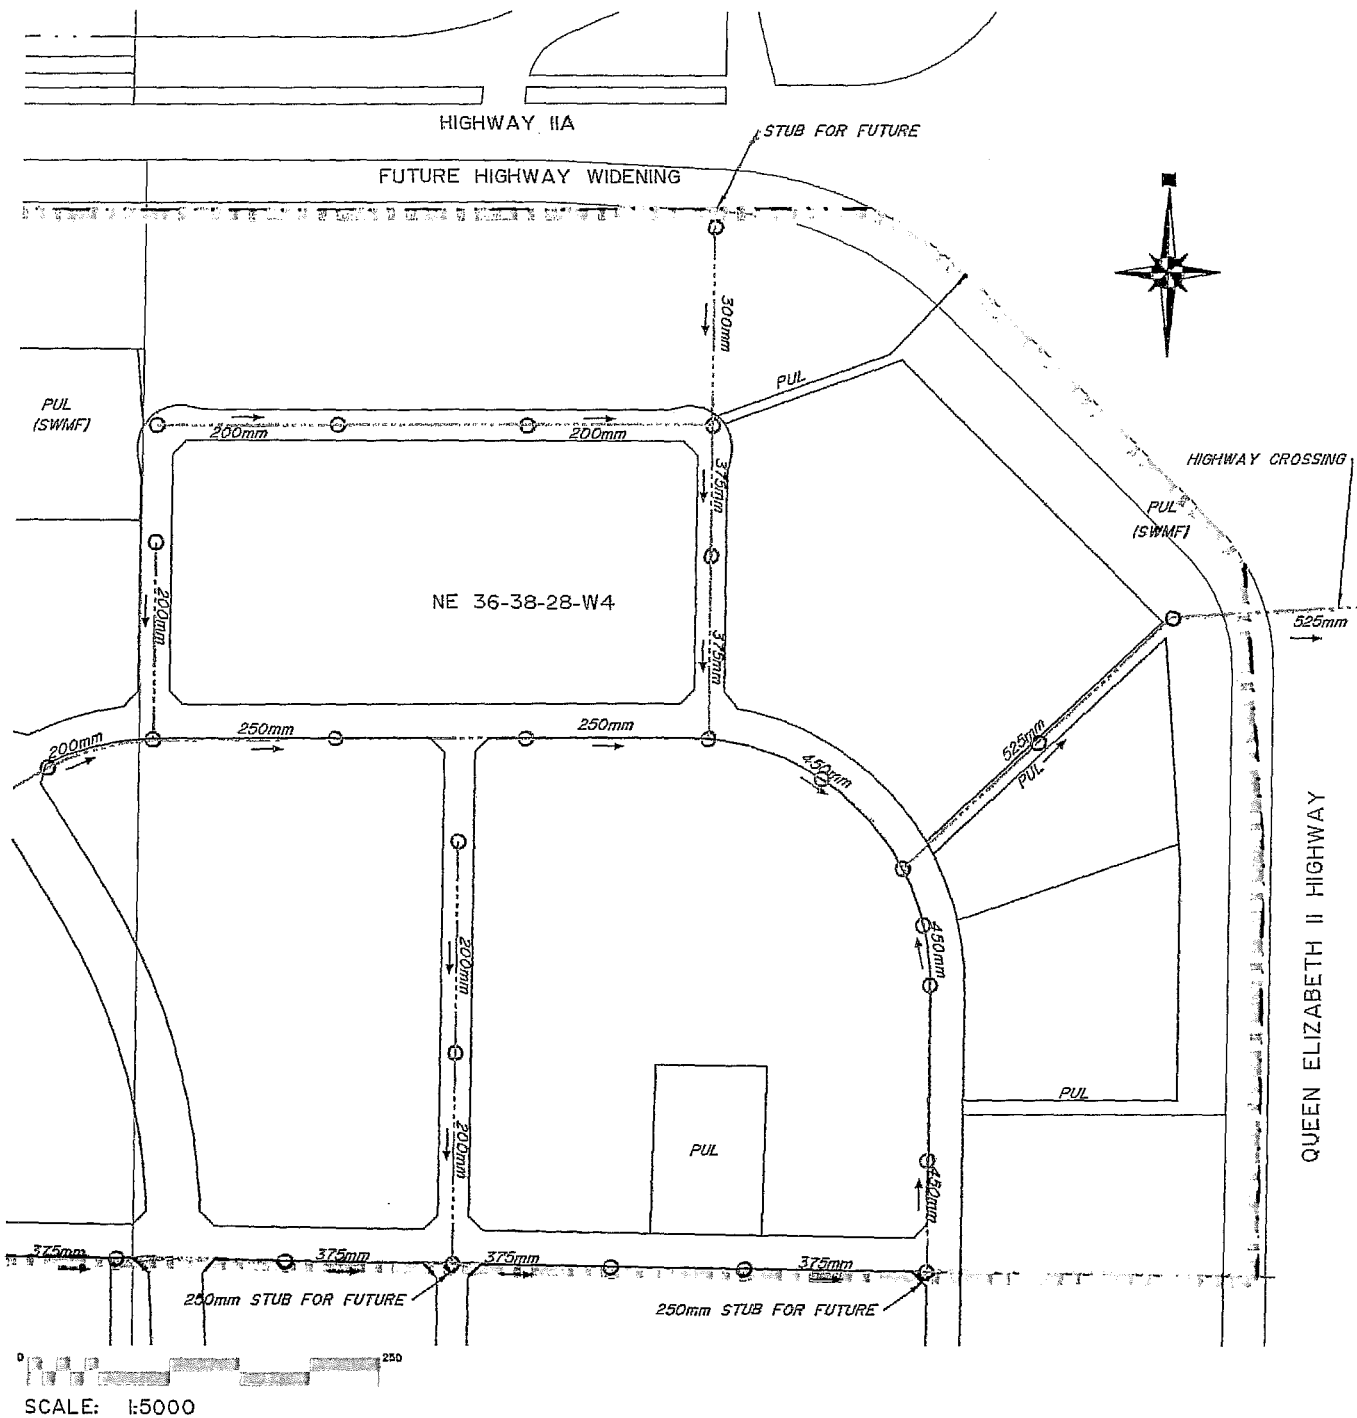 HIGHWAY 11A
STUB FOR FUTURE
FUTURE HIGHWAY WIDENING
300mm
PUL
PUL
(SWMF)
200mm
200mm
375mm
HIGHWAY CROSSING
PUL
(SWMF)
200mm
NE 36-38-28-W4
375mm
525mm
200mm
250mm
250mm
450mm
525mm
PUL
QUEEN ELIZABETH II HIGHWAY
200mm
450mm
PUL
200mm
PUL
450mm
375mm
375mm
375mm
375mm
250mm STUB FOR FUTURE
250mm STUB FOR FUTURE
0
250
SCALE: 1:5000